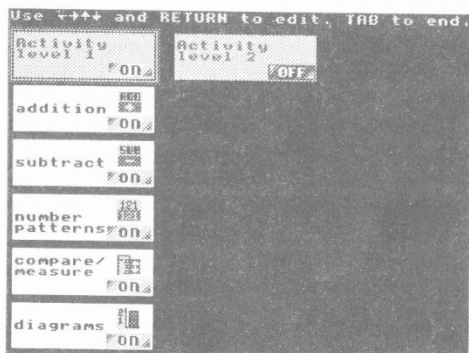 Use ←→↑↓ and RETURN to edit. TAB to end.
Activity
level 1
on
Activity
level 2
OFF
addition
ADD
+
on
subtract
SUB
on
number
patterns
121
on
compare/
measure
on
diagrams
on